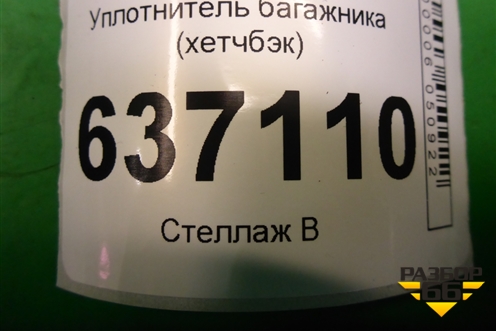 Уплотнитель багажника
(хетчбэк)
637110
Стеллаж В
РАЗБОР
66